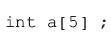 int a[5] ;